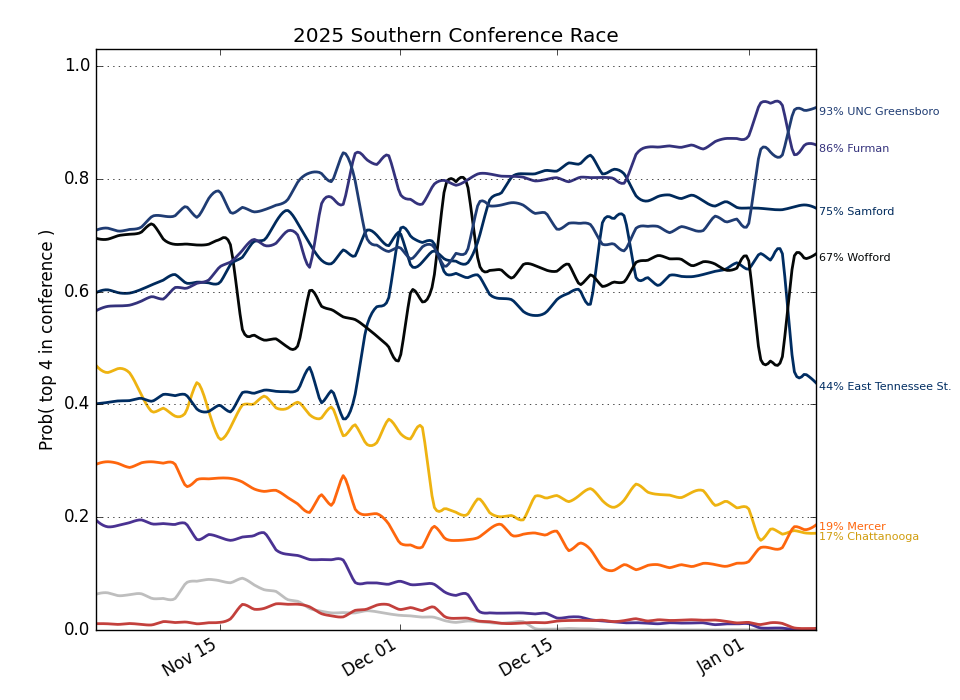 2025 Southern Conference Race
Prob( top 4 in conference )
1.0
0.8
0.6
0.4
0.2
0.0
Nov 15
Dec 01
Dec 15
Jan 01
93% UNC Greensboro
86% Furman
75% Samford
67% Wofford
44% East Tennessee St.
19% Mercer
17% Chattanooga